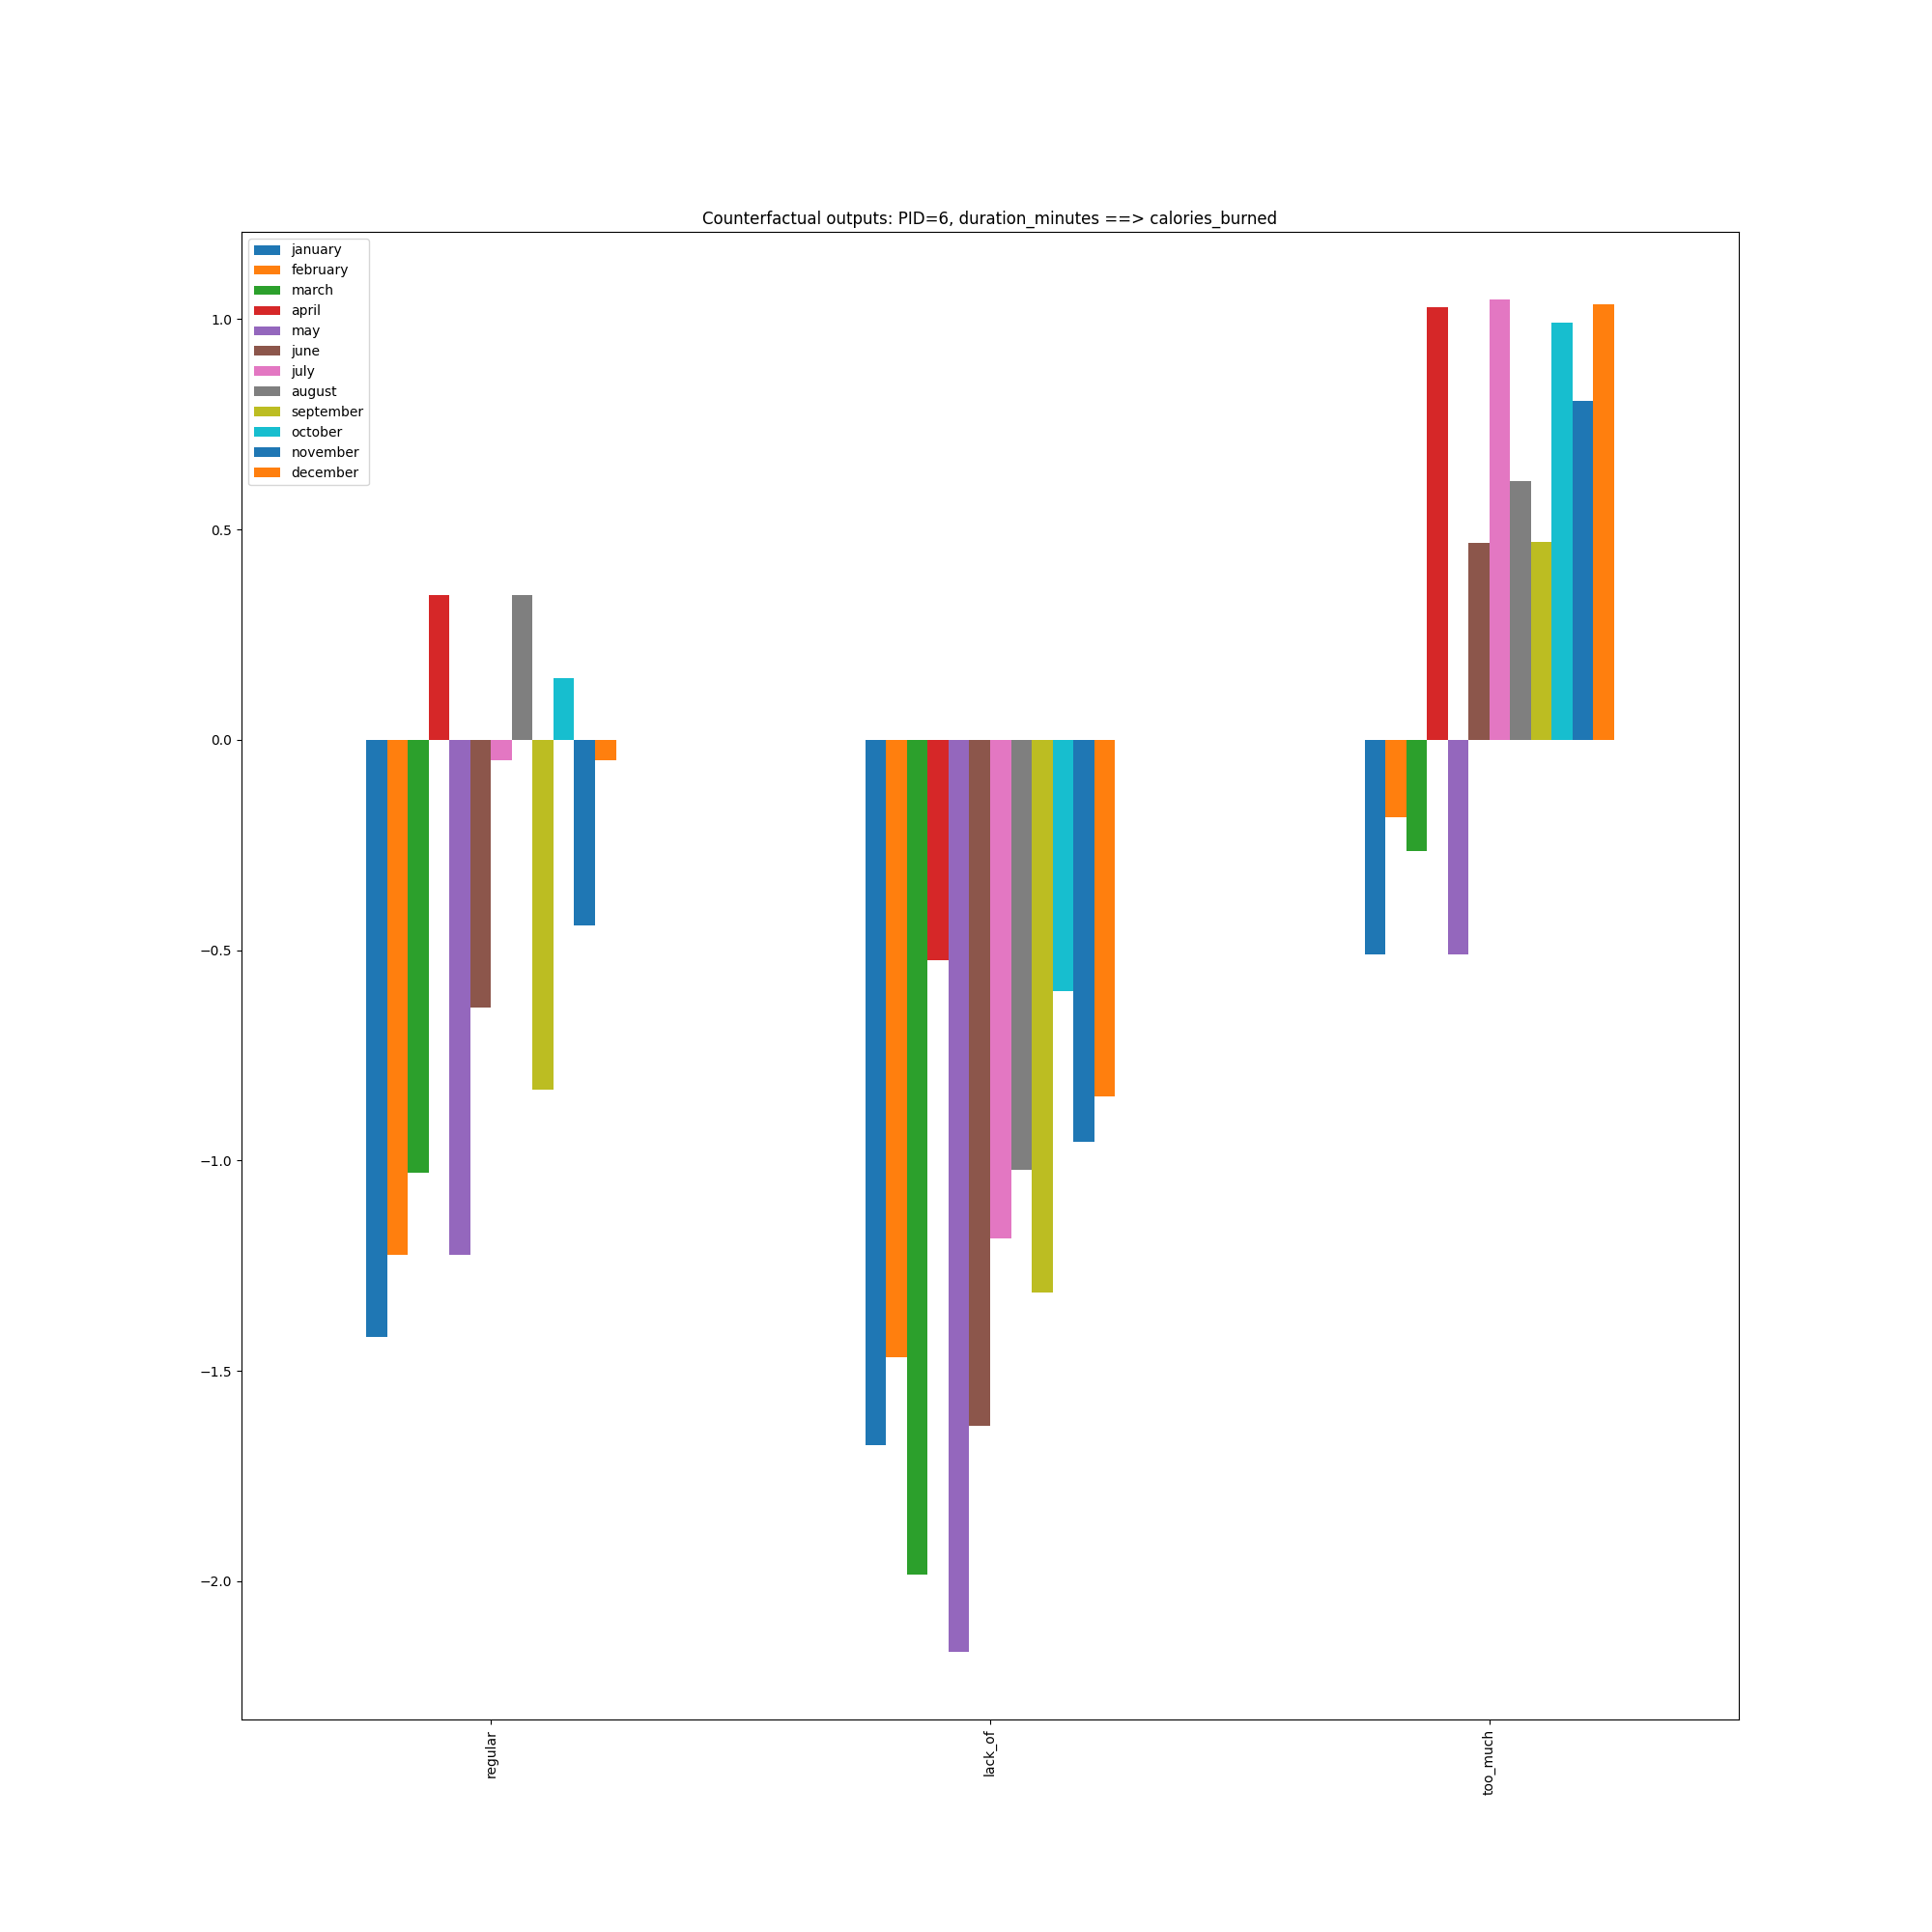 Counterfactual outputs: PID=6, duration_minutes ==> calories_burned
january
february
march
april
may
june
july
august
september
october
november
december
1.0
0.5
0.0
−0.5
−1.0
−1.5
−2.0
regular
lack_of
too_much